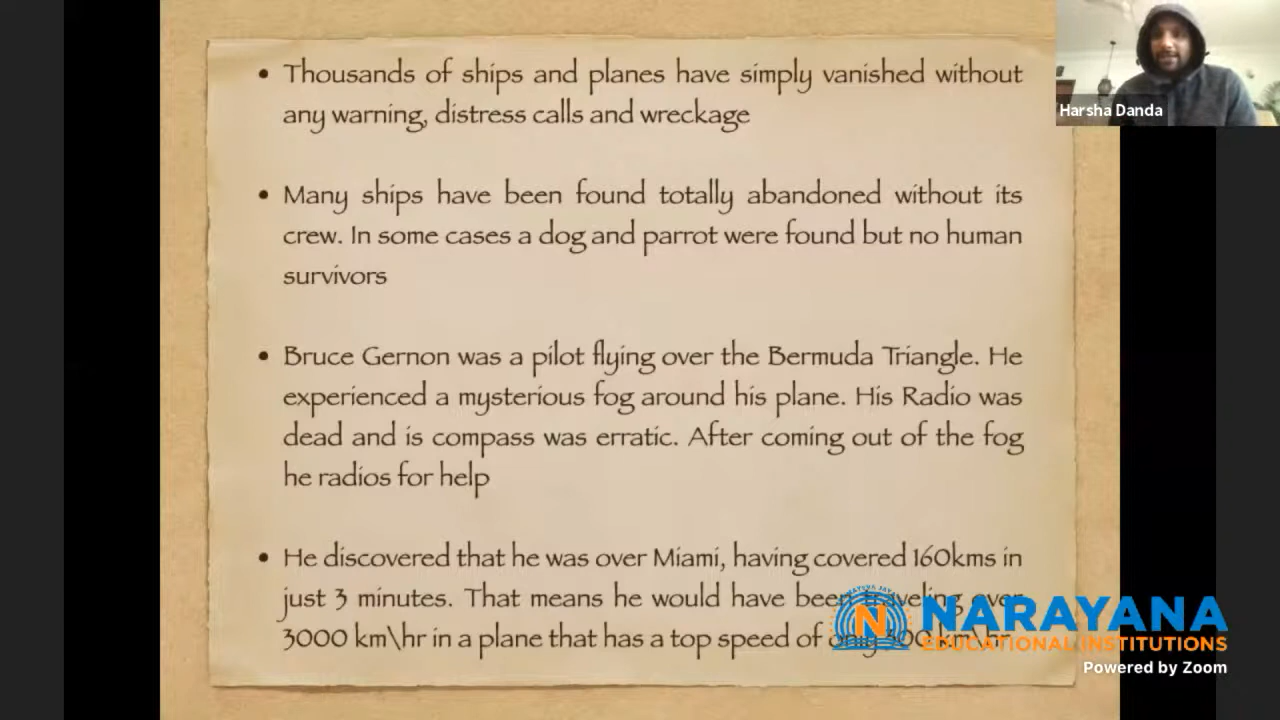 • Thousands of ships and planes have simply vanished without
any warning, distress calls and wreckage
• Many ships have been found totally abandoned without its
crew. In some cases a dog and parrot were found but no human
survivors
• Bruce Gernon was a pilot flying over the Bermuda Triangle. He
experienced a mysterious fog around his plane. His Radio was
dead and is compass was erratic. After coming out of the fog
he radios for help
• He discovered that he was over Miami, having covered 160kms in
just 3 minutes. That means he would have been traveling over
3000 km\hr in a plane that has a top speed of only
Harsha Danda
N
NARAYANA
EDUCATIONAL INSTITUTIONS
Powered by Zoom